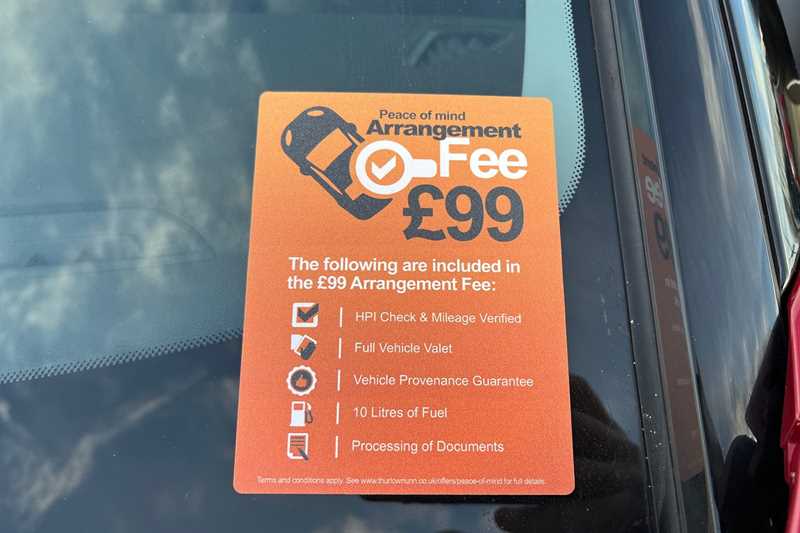 Peace of mind
Arrangement
Fee
£99
The following are included in
the £99 Arrangement Fee:
HPI Check & Mileage Verified
Full Vehicle Valet
Vehicle Provenance Guarantee
10 Litres of Fuel
Processing of Documents
Terms and conditions apply. See www.thurlownunn.co.uk/offers/peace-of-mind for full details.